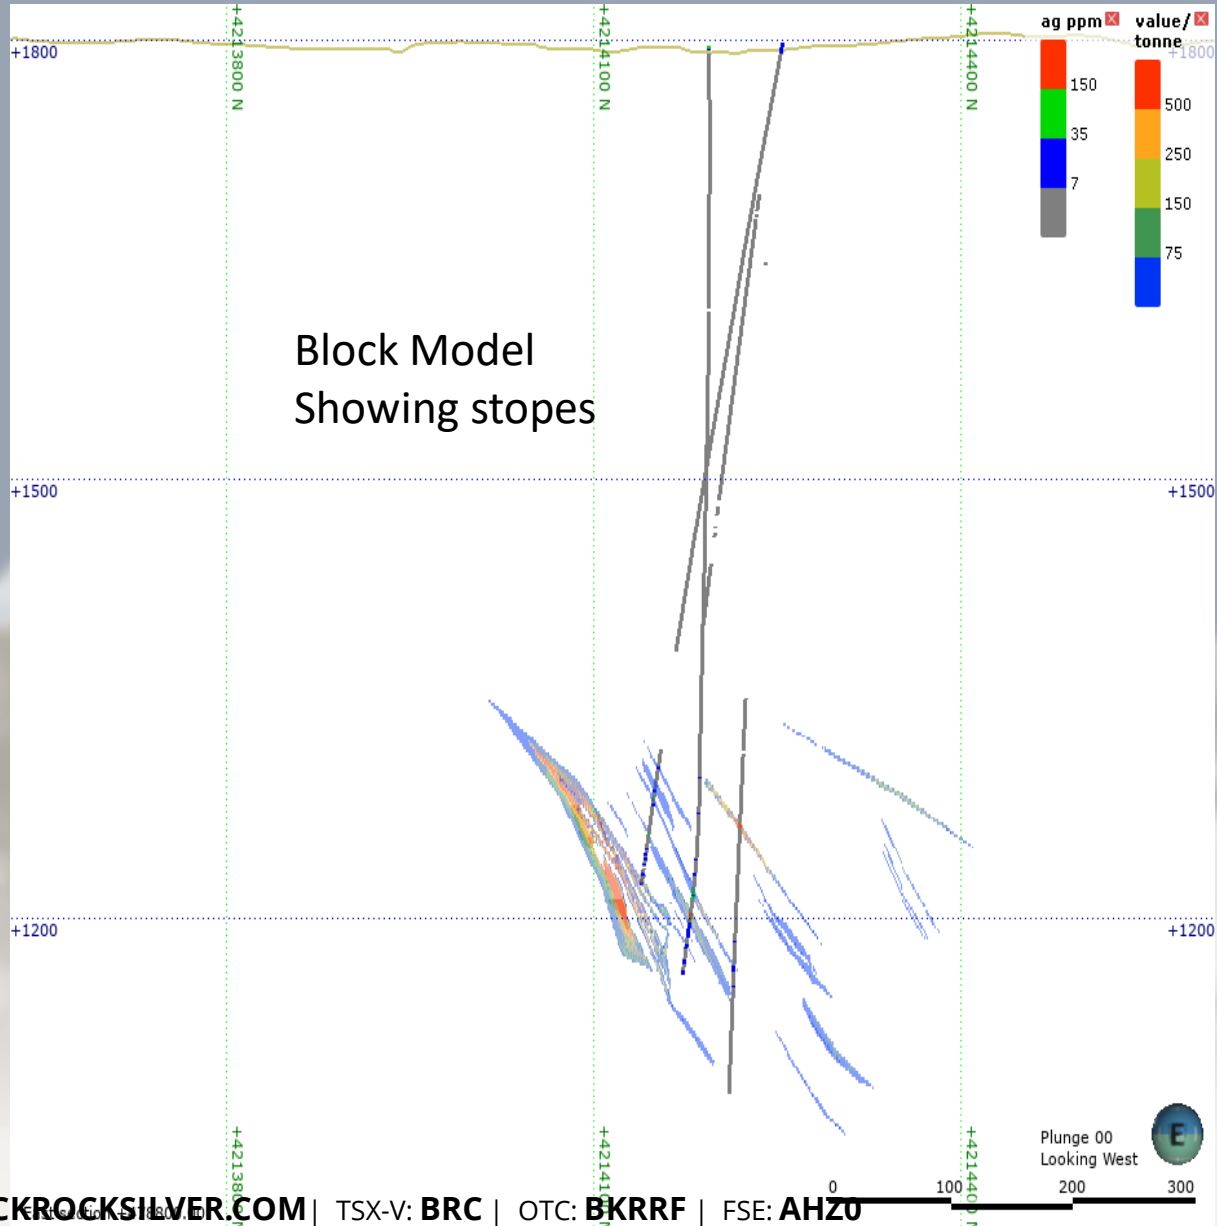 ag ppm
150
35
7
value/
tonne
500
250
150
75
+1800
+1800
+4213800 N
+4214100 N
+4214400 N
Block Model
Showing stopes
+1500
+1500
+1200
+1200
E
Plunge 00
Looking West
0 100 200 300
+4213800 N
+4214100 N
+4214400 N
CKROCKSILVER.COM | TSX-V: BRC | OTC: BKRRF | FSE: AHZ0